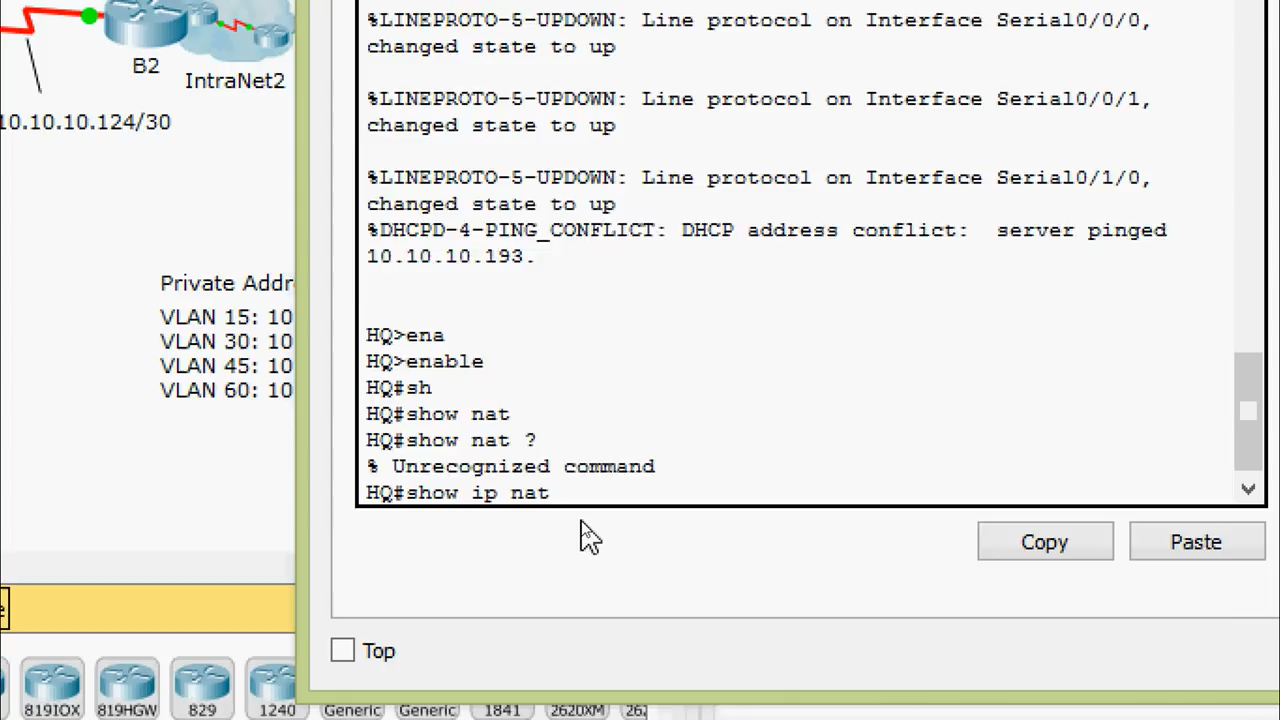 B2
IntraNet2
10.10.10.124/30
Private Addr
VLAN 15: 10
VLAN 30: 10
VLAN 45: 10
VLAN 60: 10
%LINEPROTO-5-UPDOWN: Line protocol on Interface Serial0/0/0,
changed state to up
%LINEPROTO-5-UPDOWN: Line protocol on Interface Serial0/0/1,
changed state to up
%LINEPROTO-5-UPDOWN: Line protocol on Interface Serial0/1/0,
changed state to up
%DHCPD-4-PING_CONFLICT: DHCP address conflict:  server pinged
10.10.10.193.
HQ>ena
HQ>enable
HQ#sh
HQ#show nat
HQ#show nat ?
% Unrecognized command
HQ#show ip nat
Copy
Paste
Top
819IOX
819HGW
829
1240
Generic
Generic
1841
2620XM
262